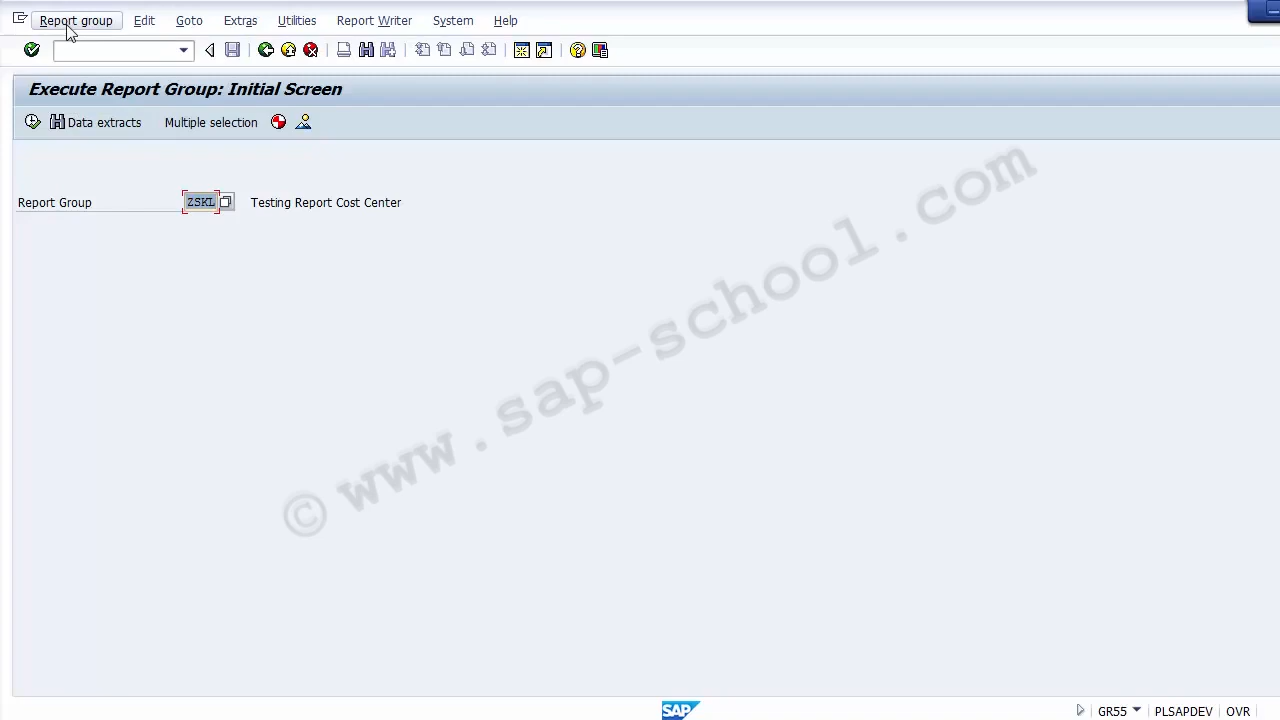 Report group Edit Goto Extras Utilities Report Writer System Help
Execute Report Group: Initial Screen
Data extracts Multiple selection
Report Group ZSKL Testing Report Cost Center
© www.sap-school.com
SAP GR55 PLSAPDEV OVR